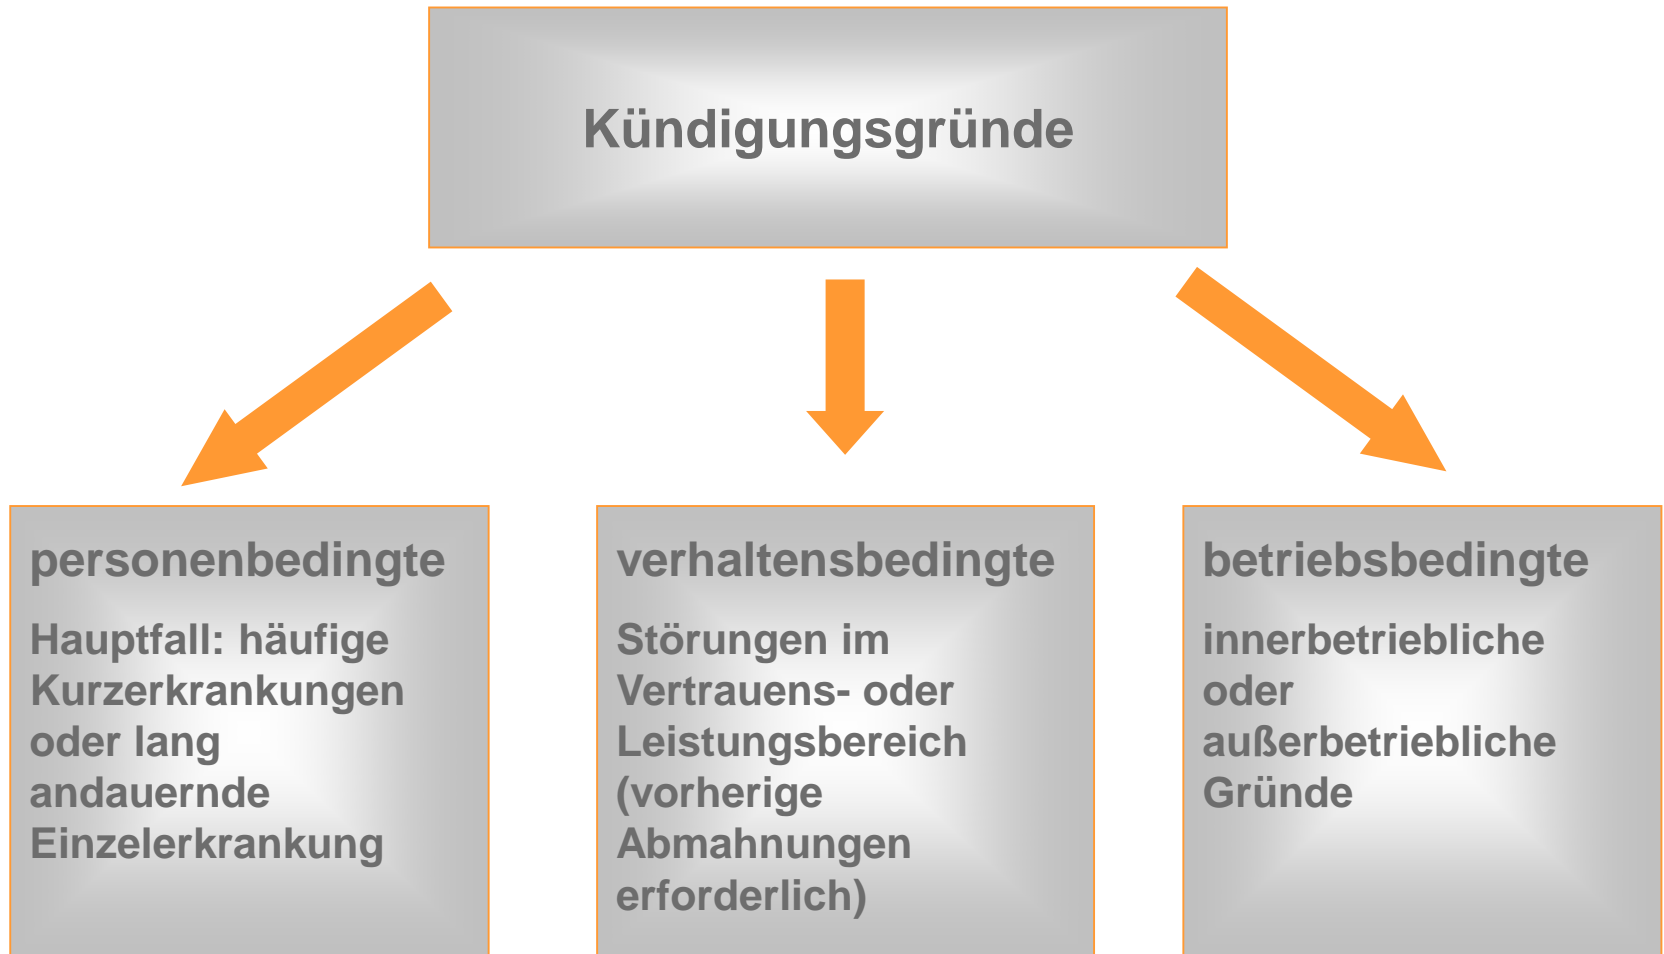 Kündigungsgründe
personenbedingte
Hauptfall: häufige
Kurzerkrankungen
oder lang
andauernde
Einzelerkrankung
verhaltensbedingte
Störungen im
Vertrauens- oder
Leistungsbereich
(vorherige
Abmahnungen
erforderlich)
betriebsbedingte
innerbetriebliche
oder
außerbetriebliche
Gründe